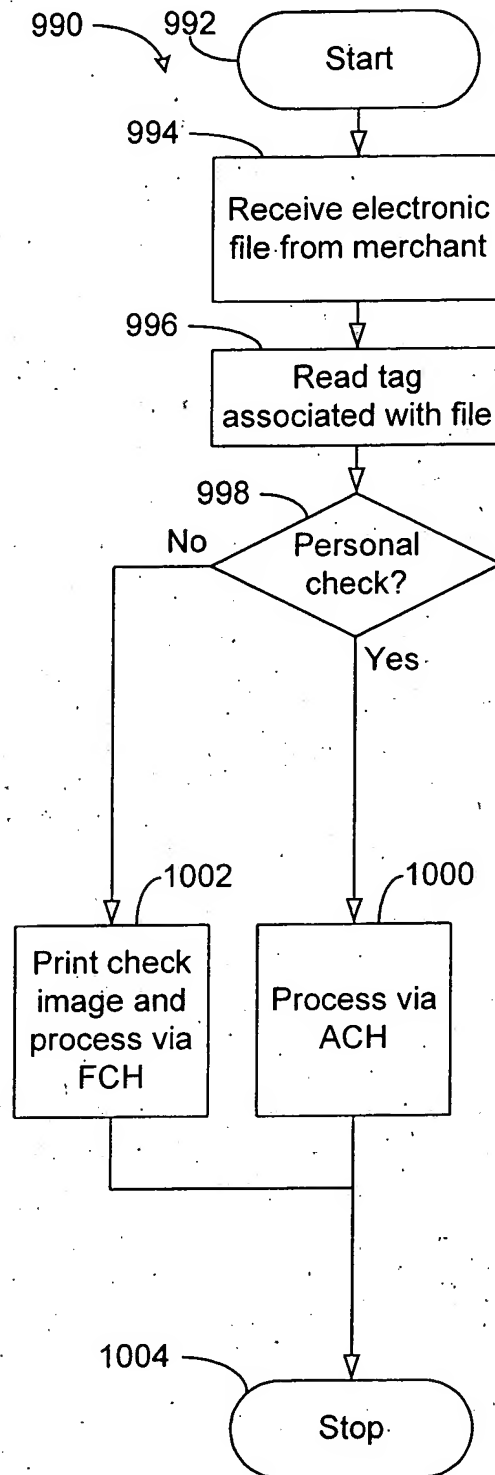 990
992
Start
994
Receive electronic
file from merchant
996
Read tag
associated with file
998
No
Personal
check?
Yes
1002
1000
Print check
image and
process via
FCH
Process via
ACH
1004
Stop